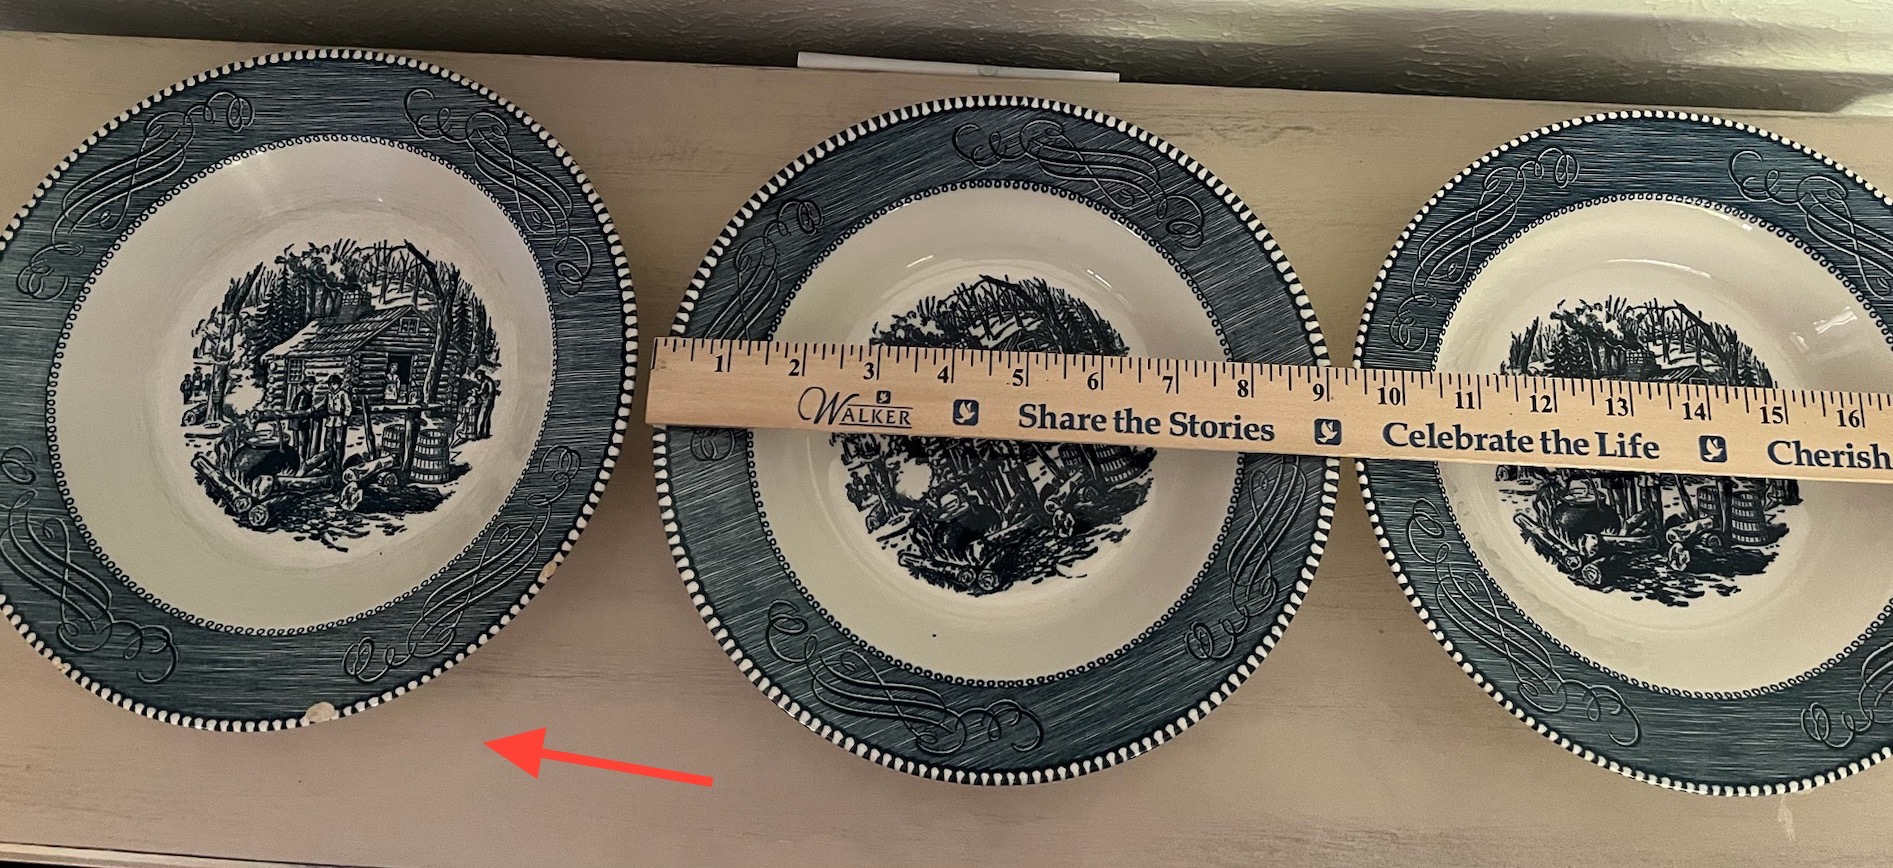 1 2 3 4 5 6 7 8 9 10 11 12 13 14 15 16
WALKER Share the Stories Celebrate the Life Cherish